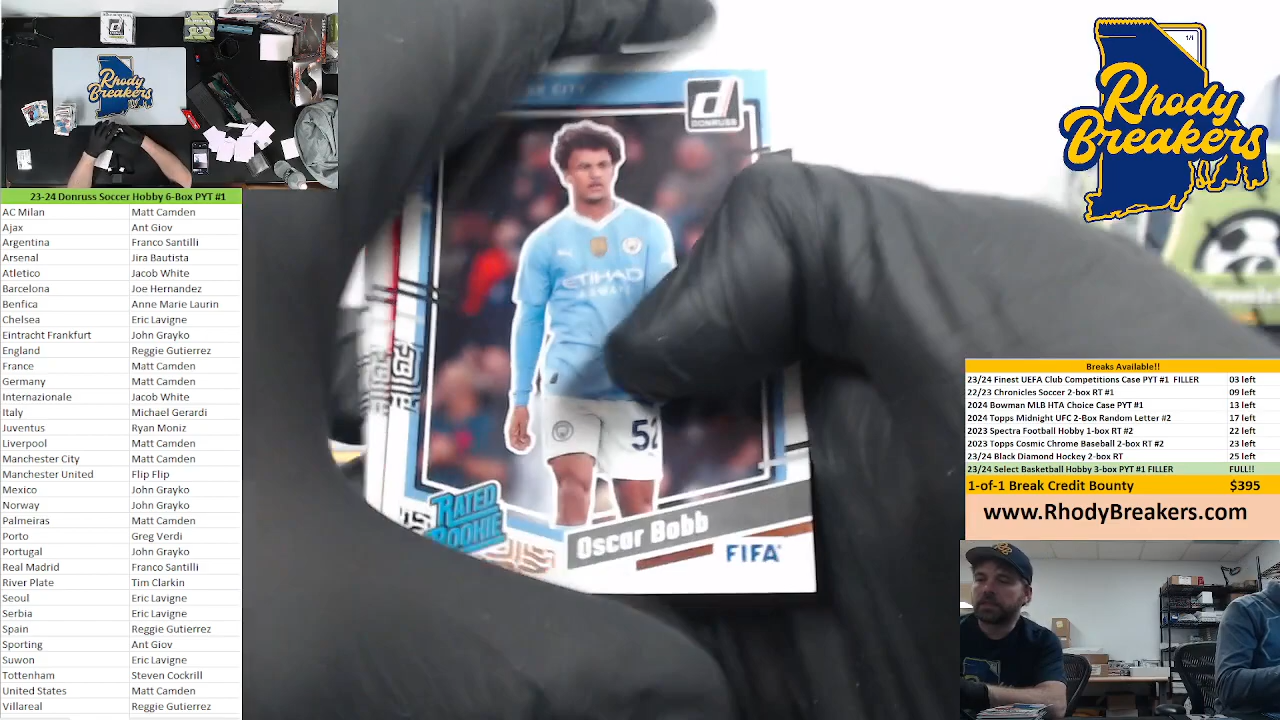 23-24 Donruss Soccer Hobby 6-Box PYT #1
AC Milan Matt Camden
Ajax Ant Giov
Argentina Franco Santilli
Arsenal Jira Bautista
Atletico Jacob White
Barcelona Joe Hernandez
Benfica Anne Marie Laurin
Chelsea Eric Lavigne
Eintracht Frankfurt John Grayko
England Reggie Gutierrez
France Matt Camden
Germany Matt Camden
Internazionale Jacob White
Italy Michael Gerardi
Juventus Ryan Moniz
Liverpool Matt Camden
Manchester City Matt Camden
Manchester United Flip Flip
Mexico John Grayko
Norway John Grayko
Palmeiras Matt Camden
Porto Greg Verdi
Portugal John Grayko
Real Madrid Franco Santilli
River Plate Tim Clarkin
Seoul Eric Lavigne
Serbia Eric Lavigne
Spain Reggie Gutierrez
Sporting Ant Giov
Suwon Eric Lavigne
Tottenham Steven Cockrill
United States Matt Camden
Villareal Reggie Gutierrez
Rhody
Breakers
CITY
d
DONRUSS
ETIHAD
AIRWAYS
52
RATED
ROOKIE
Oscar Bobb
FIFA
1/1
Rhody
Breakers
Breaks Available!!
23/24 Finest UEFA Club Competitions Case PYT #1 FILLER 03 left
22/23 Chronicles Soccer 2-box RT #1 09 left
2024 Bowman MLB HTA Choice Case PYT #1 13 left
2024 Topps Midnight UFC 2-Box Random Letter #2 17 left
2023 Spectra Football Hobby 1-box RT #2 22 left
2023 Topps Cosmic Chrome Baseball 2-box RT #2 23 left
23/24 Black Diamond Hockey 2-box RT 25 left
23/24 Select Basketball Hobby 3-box PYT #1 FILLER FULL!!
1-of-1 Break Credit Bounty $395
www.RhodyBreakers.com